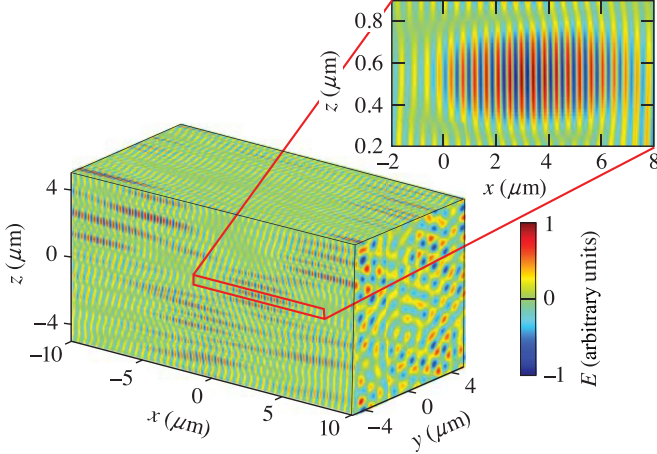 0.8
0.6
0.4
0.2
z (μm)
-2 0 2 4 6 8
x (μm)
4
0
-4
z (μm)
-10 -5 0 5 10
x (μm)
-4 0 4
y (μm)
1
0
-1
E (arbitrary units)